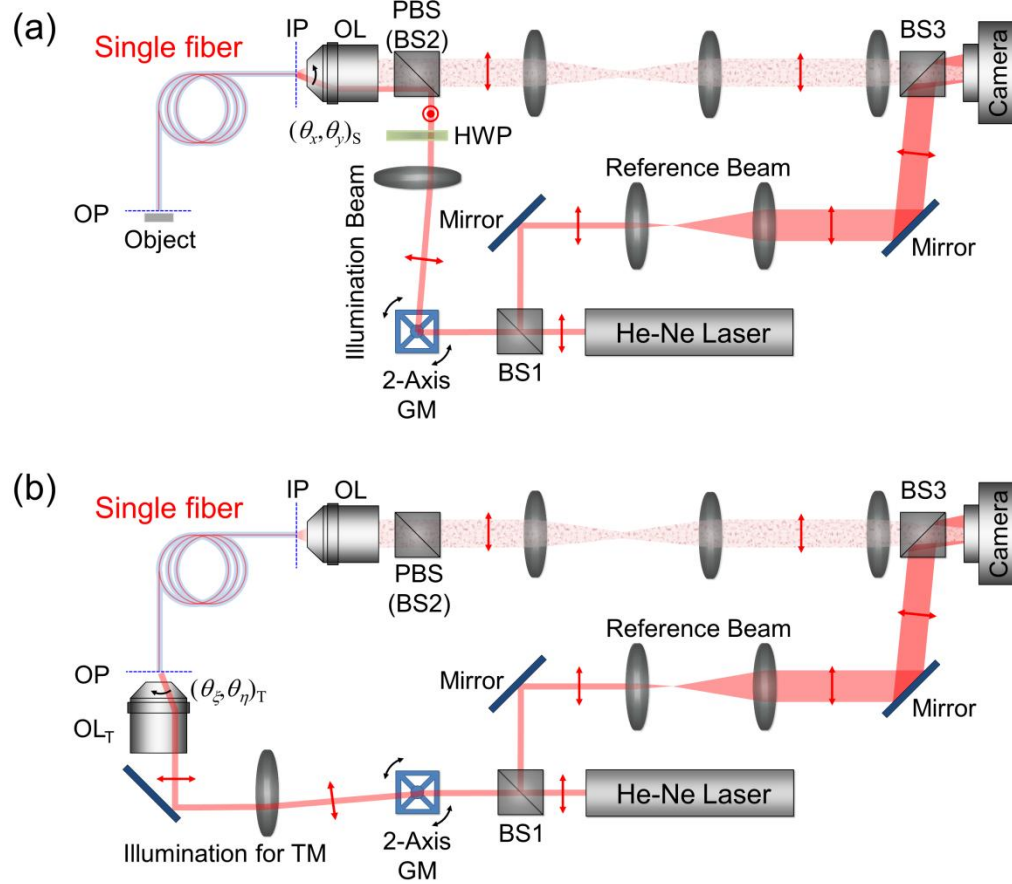 (a)
Single fiber
IP
OL
PBS
(BS2)
BS3
Camera
(θx,θy)S
HWP
Illumination Beam
Reference Beam
OP
Object
Mirror
Mirror
He-Ne Laser
BS1
2-Axis
GM
(b)
Single fiber
IP
OL
BS3
Camera
PBS
(BS2)
Reference Beam
OP
(θξ,θη)T
Mirror
Mirror
OLT
He-Ne Laser
BS1
Illumination for TM
2-Axis
GM